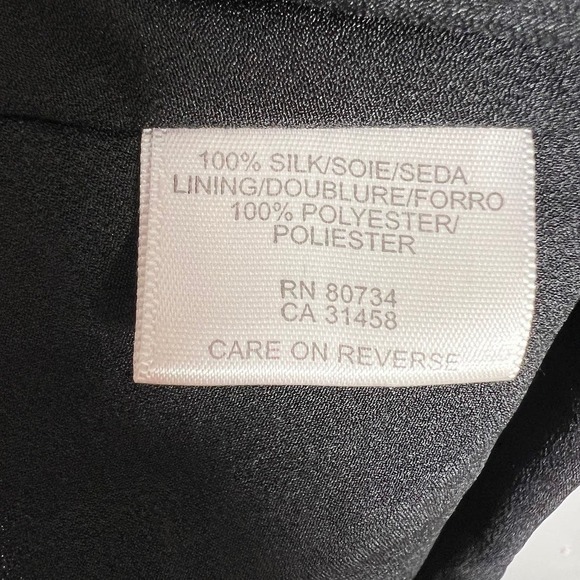 100% SILK/SOIE/SEDA
LINING/DOUBLURE/FORRO
100% POLYESTER/
POLIESTER
RN 80734
CA 31458
CARE ON REVERSE